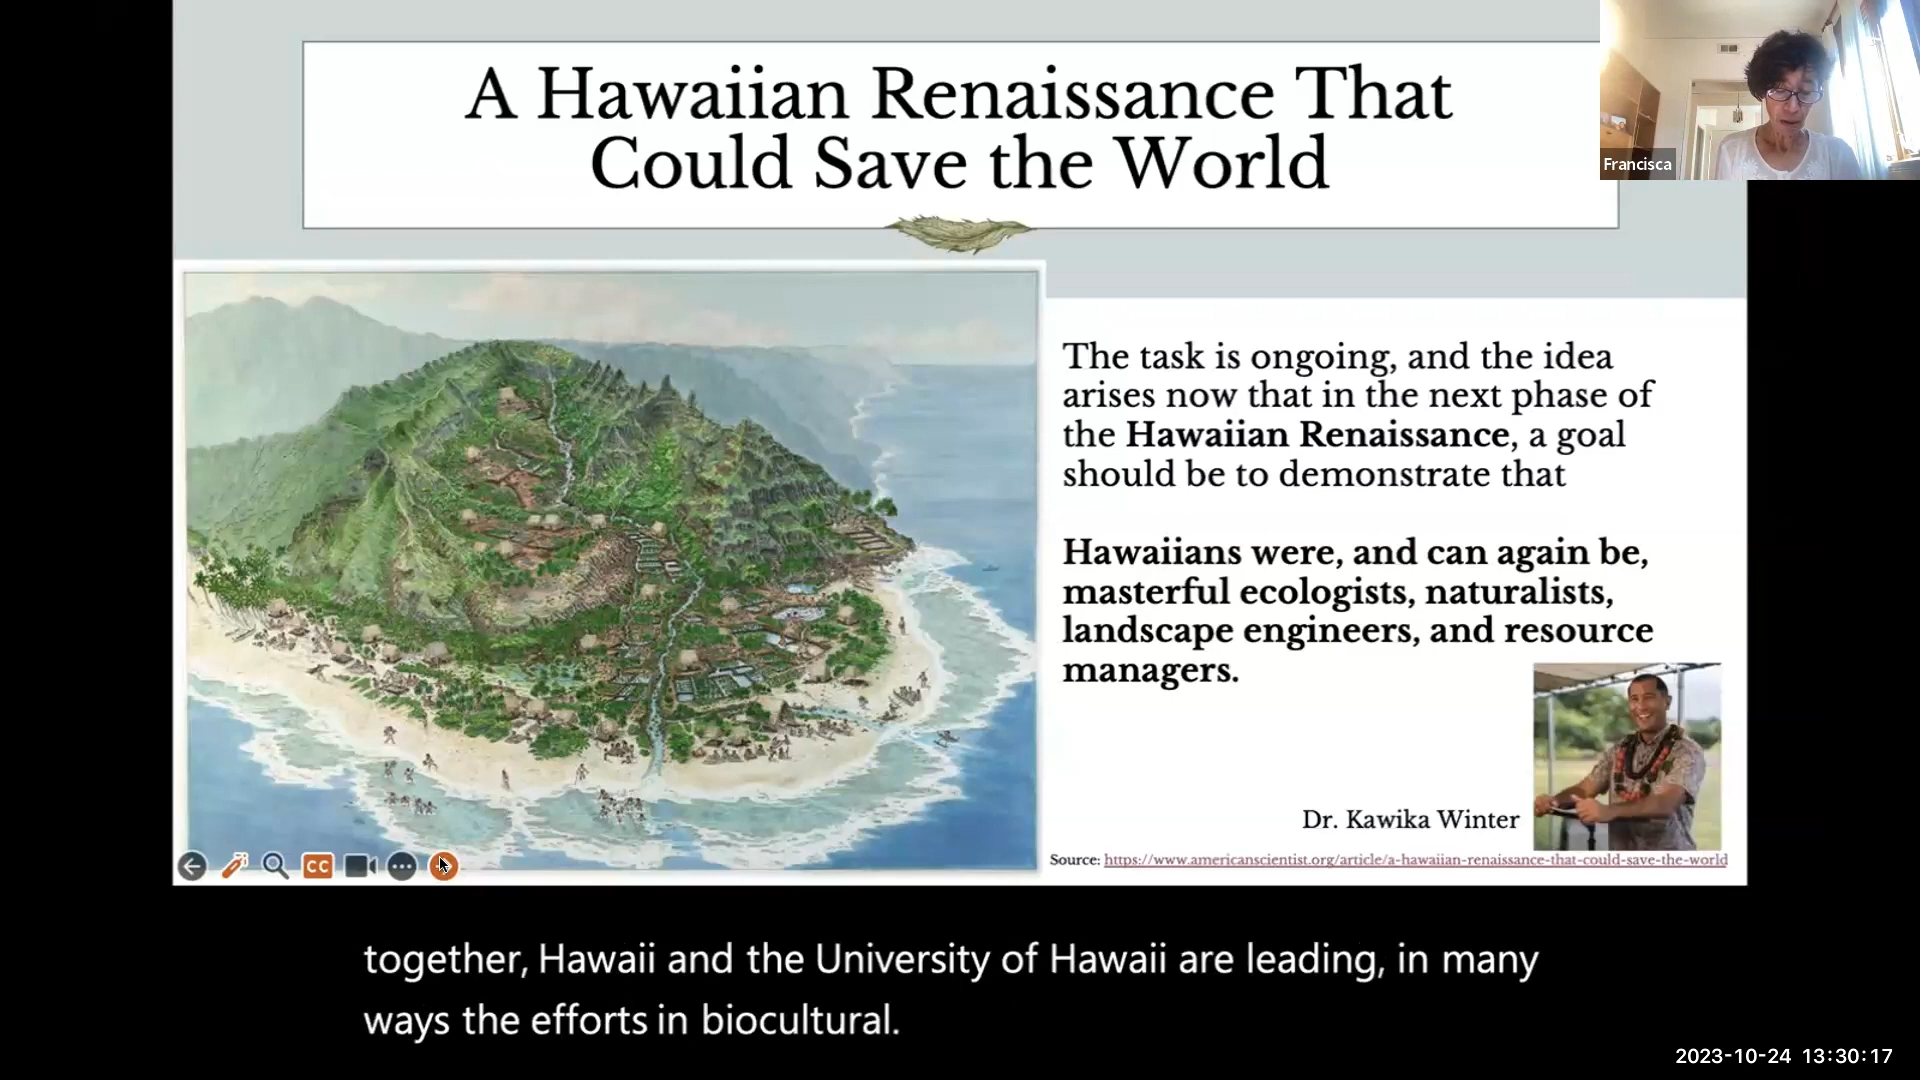 A Hawaiian Renaissance That
Could Save the World
Francisca
The task is ongoing, and the idea
arises now that in the next phase of
the Hawaiian Renaissance, a goal
should be to demonstrate that
Hawaiians were, and can again be,
masterful ecologists, naturalists,
landscape engineers, and resource
managers.
Dr. Kawika Winter
Source: https://www.americanscientist.org/article/a-hawaiian-renaissance-that-could-save-the-world
CC
together, Hawaii and the University of Hawaii are leading, in many
ways the efforts in biocultural.
2023-10-24 13:30:17